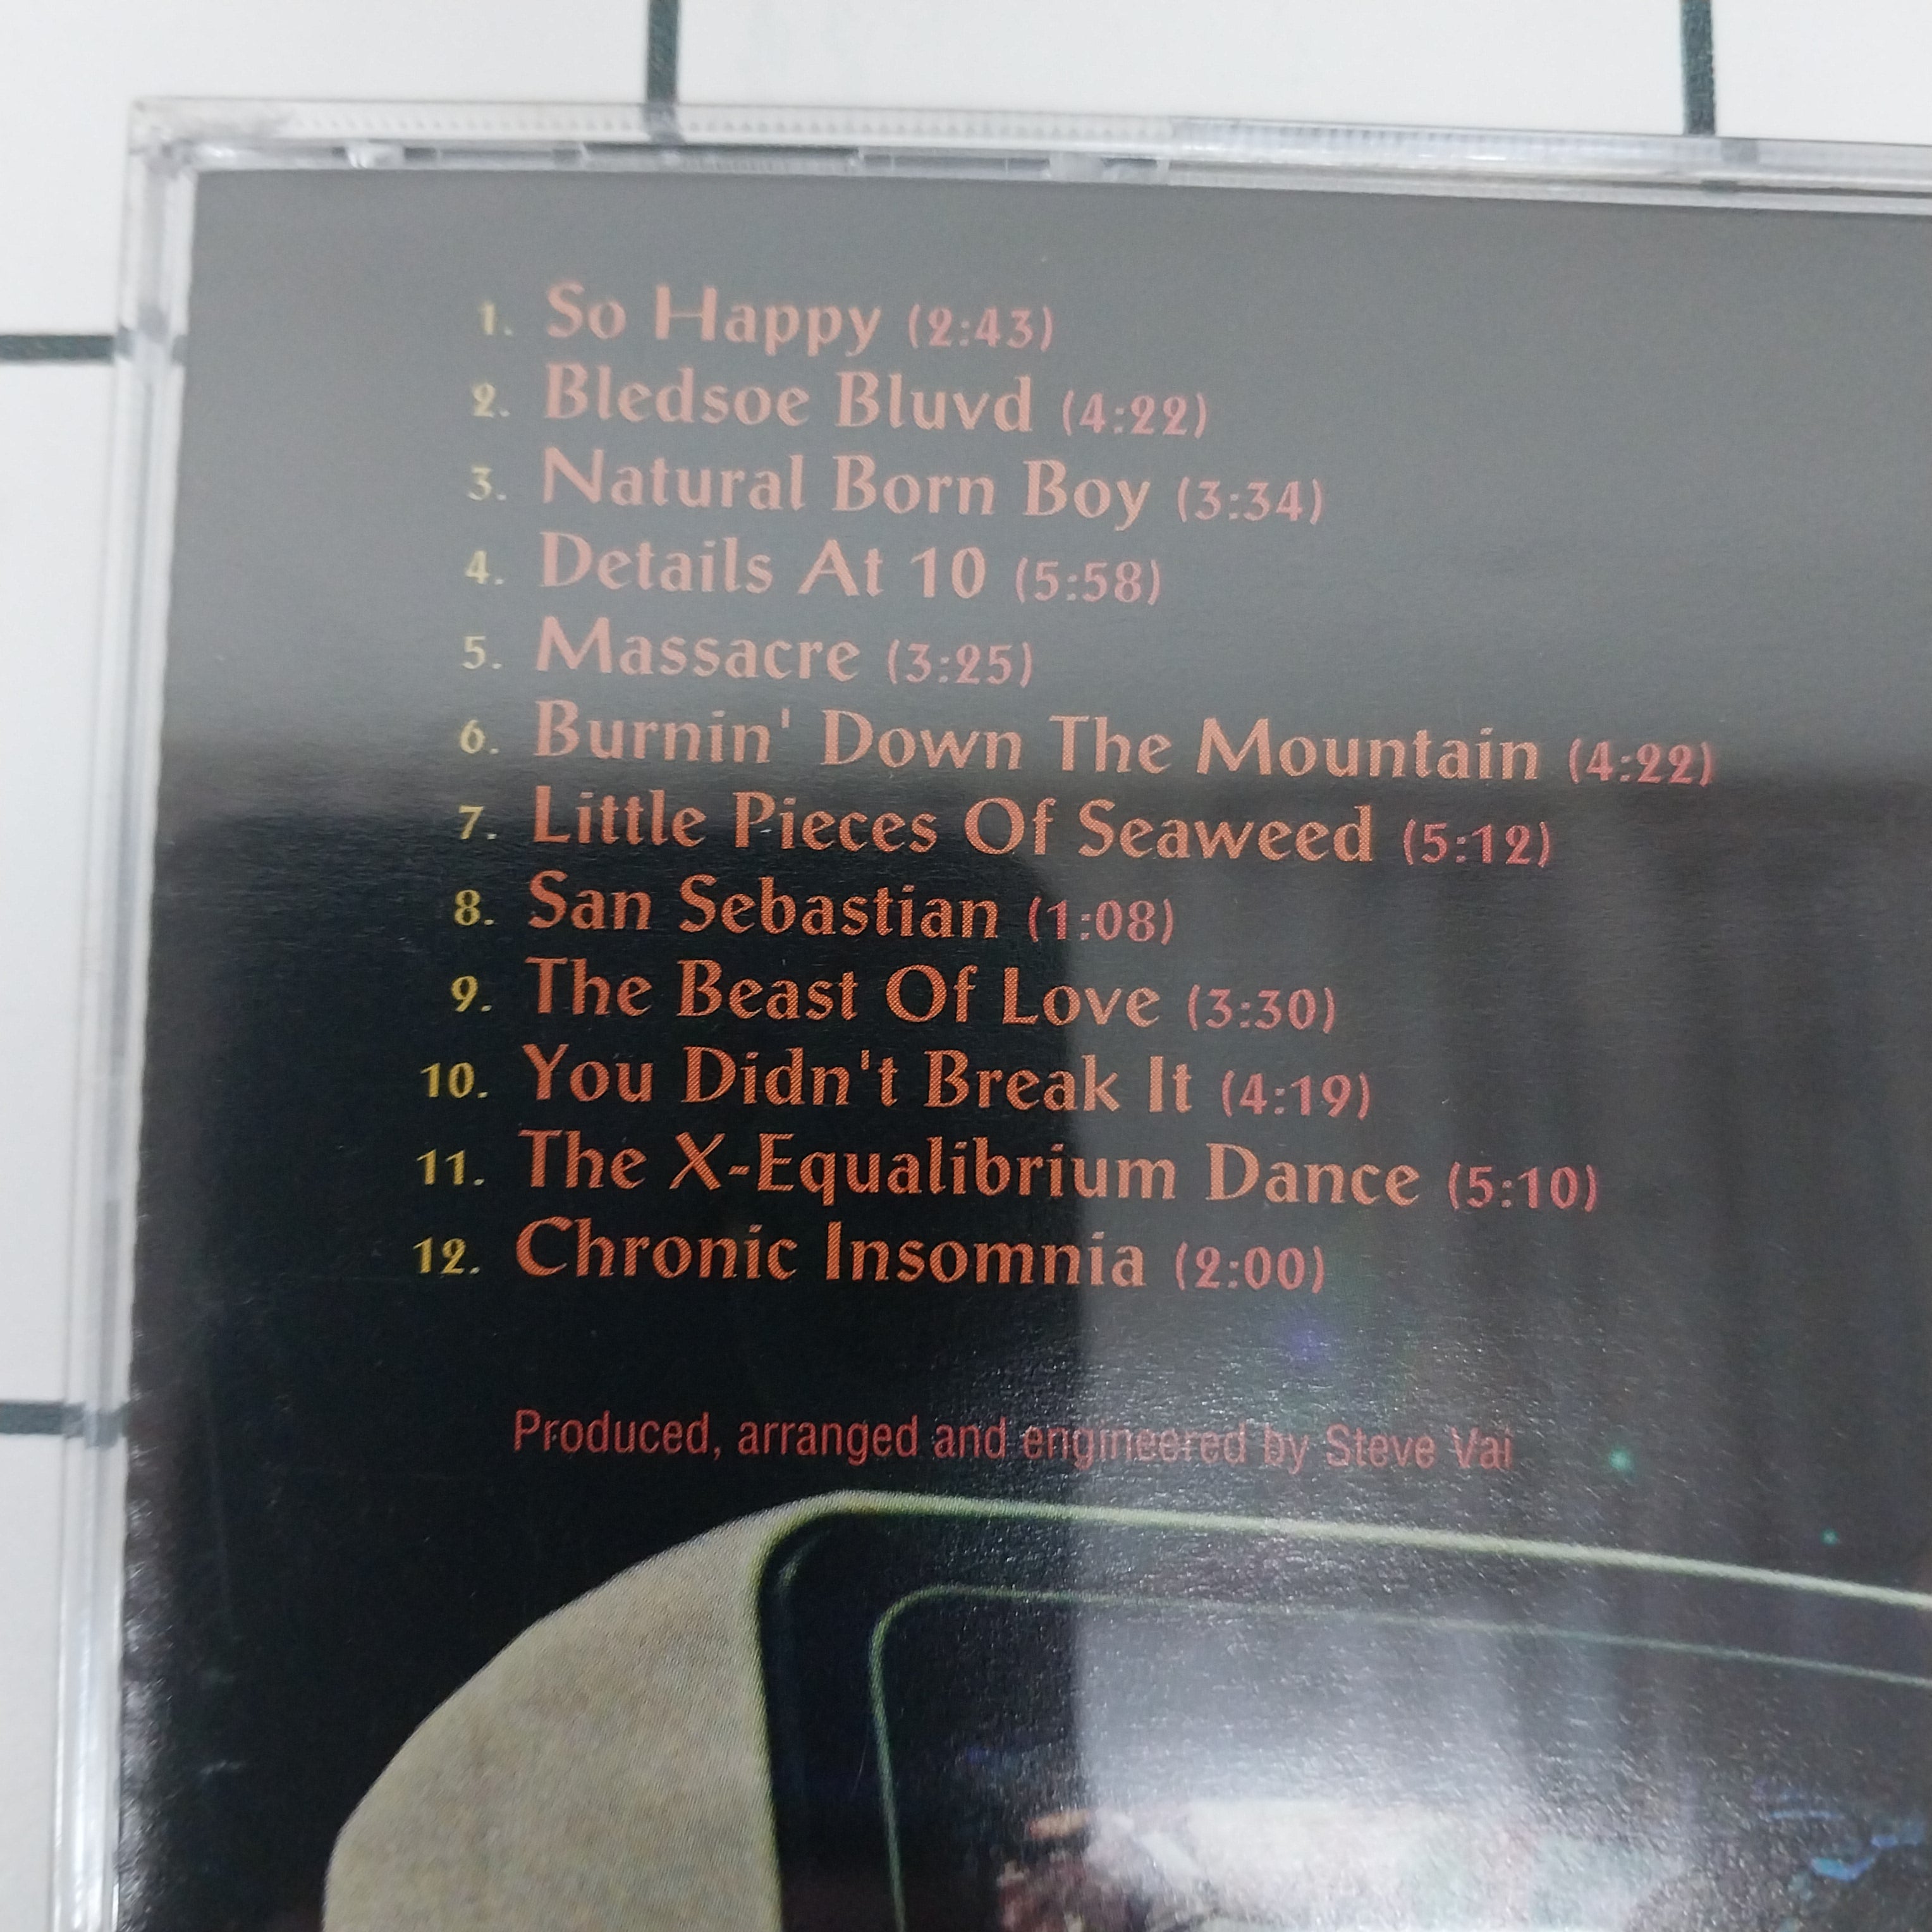 1. So Happy (2:43)
2. Bledsoe Bluvd (4:22)
3. Natural Born Boy (3:34)
4. Details At 10 (5:58)
5. Massacre (3:25)
6. Burnin' Down The Mountain (4:22)
7. Little Pieces Of Seaweed (5:12)
8. San Sebastian (1:08)
9. The Beast Of Love (3:30)
10. You Didn't Break It (4:19)
11. The X-Equalibrium Dance (5:10)
12. Chronic Insomnia (2:00)
Produced, arranged and engineered by Steve Vai